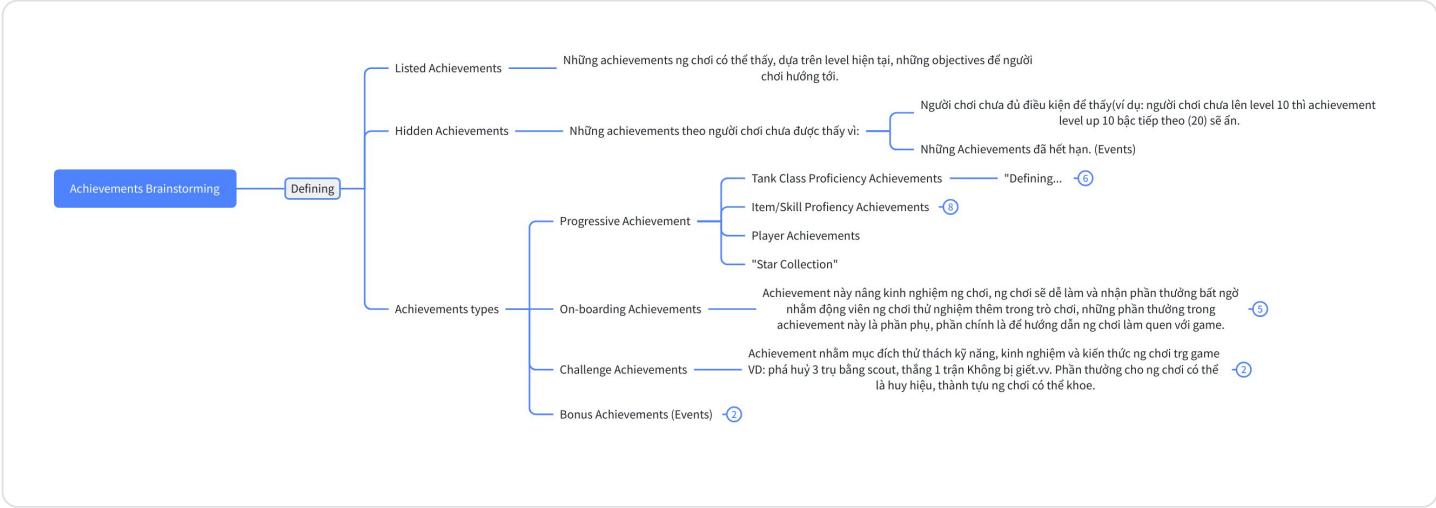 Achievements Brainstorming
Defining
Listed Achievements
Những achievements ng chơi có thể thấy, dựa trên level hiện tại, những objectives để người
chơi hướng tới.
Hidden Achievements
Những achievements theo người chơi chưa được thấy vì:
Người chơi chưa đủ điều kiện để thấy(ví dụ: người chơi chưa lên level 10 thì achievement
level up 10 bậc tiếp theo (20) sẽ ẩn.
Những Achievements đã hết hạn. (Events)
Achievements types
Progressive Achievement
Tank Class Proficiency Achievements
"Defining...
6
Item/Skill Profiency Achievements
8
Player Achievements
"Star Collection"
On-boarding Achievements
Achievement này nâng kinh nghiệm ng chơi, ng chơi sẽ dễ làm và nhận phần thưởng bất ngờ
nhằm động viên ng chơi thử nghiệm thêm trong trò chơi, những phần thưởng trong
achievement này là phần phụ, phần chính là để hướng dẫn ng chơi làm quen với game.
5
Challenge Achievements
Achievement nhằm mục đích thử thách kỹ năng, kinh nghiệm và kiến thức ng chơi trg game
VD: phá huỷ 3 trụ bằng scout, thắng 1 trận Không bị giết.vv. Phần thưởng cho ng chơi có thể
là huy hiệu, thành tựu ng chơi có thể khoe.
2
Bonus Achievements (Events)
2